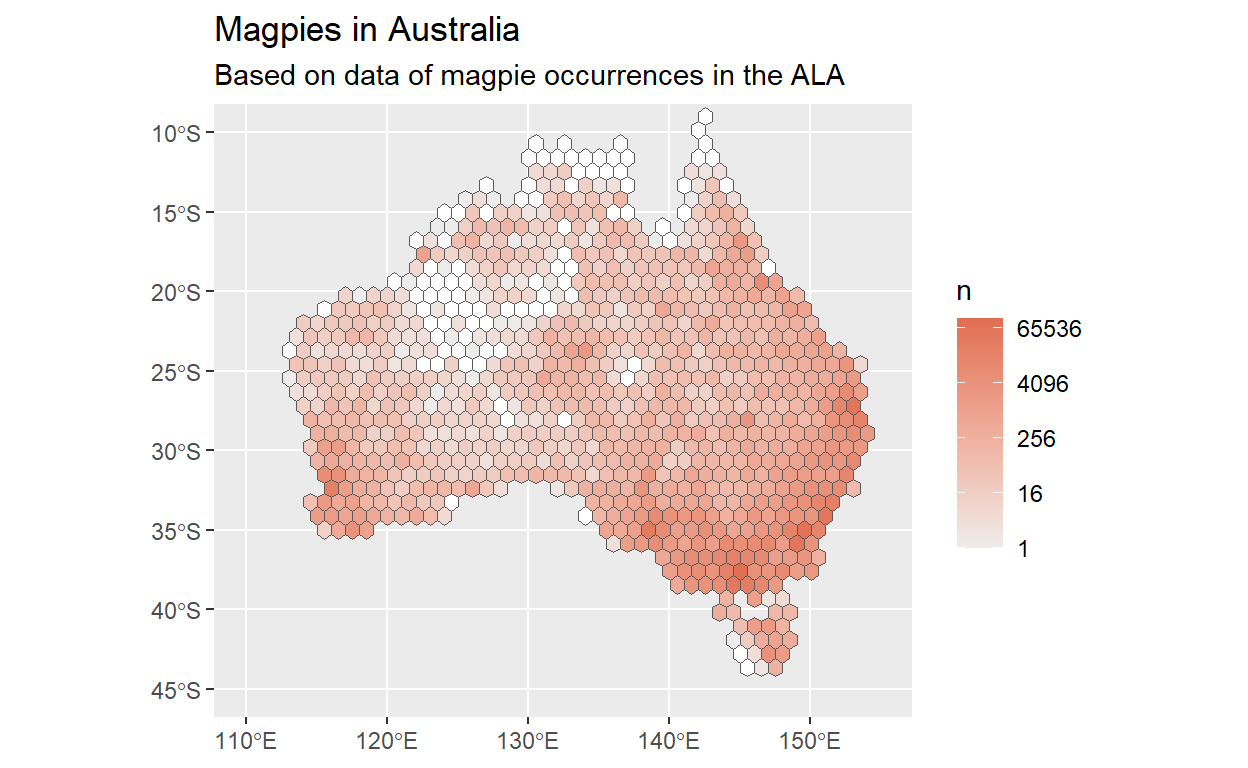 Magpies in Australia
Based on data of magpie occurrences in the ALA
10°S
15°S
20°S
25°S
30°S
35°S
40°S
45°S
110°E
120°E
130°E
140°E
150°E
n
65536
4096
256
16
1